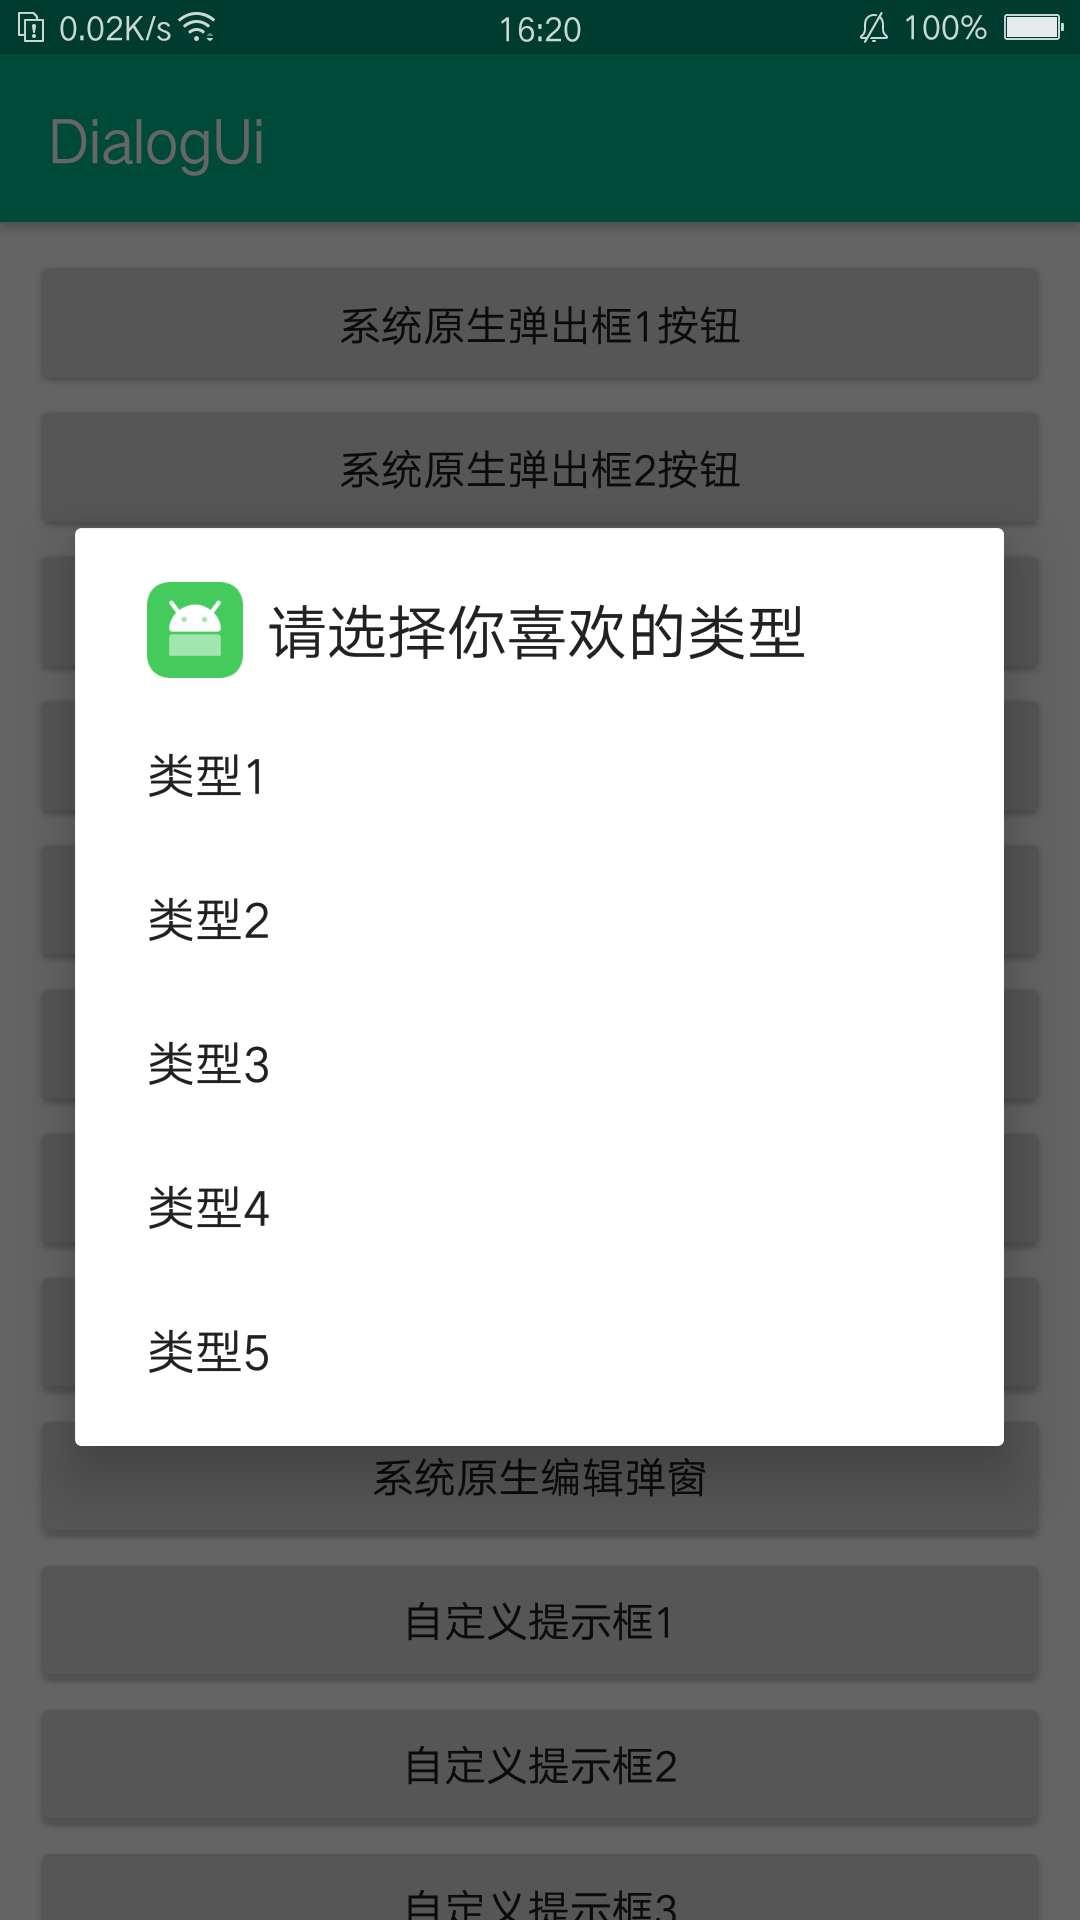 0.02K/s 16:20 100%
DialogUi
系统原生弹出框1按钮
系统原生弹出框2按钮
请选择你喜欢的类型
类型1
类型2
类型3
类型4
类型5
系统原生编辑弹窗
自定义提示框1
自定义提示框2
自定义提示框3